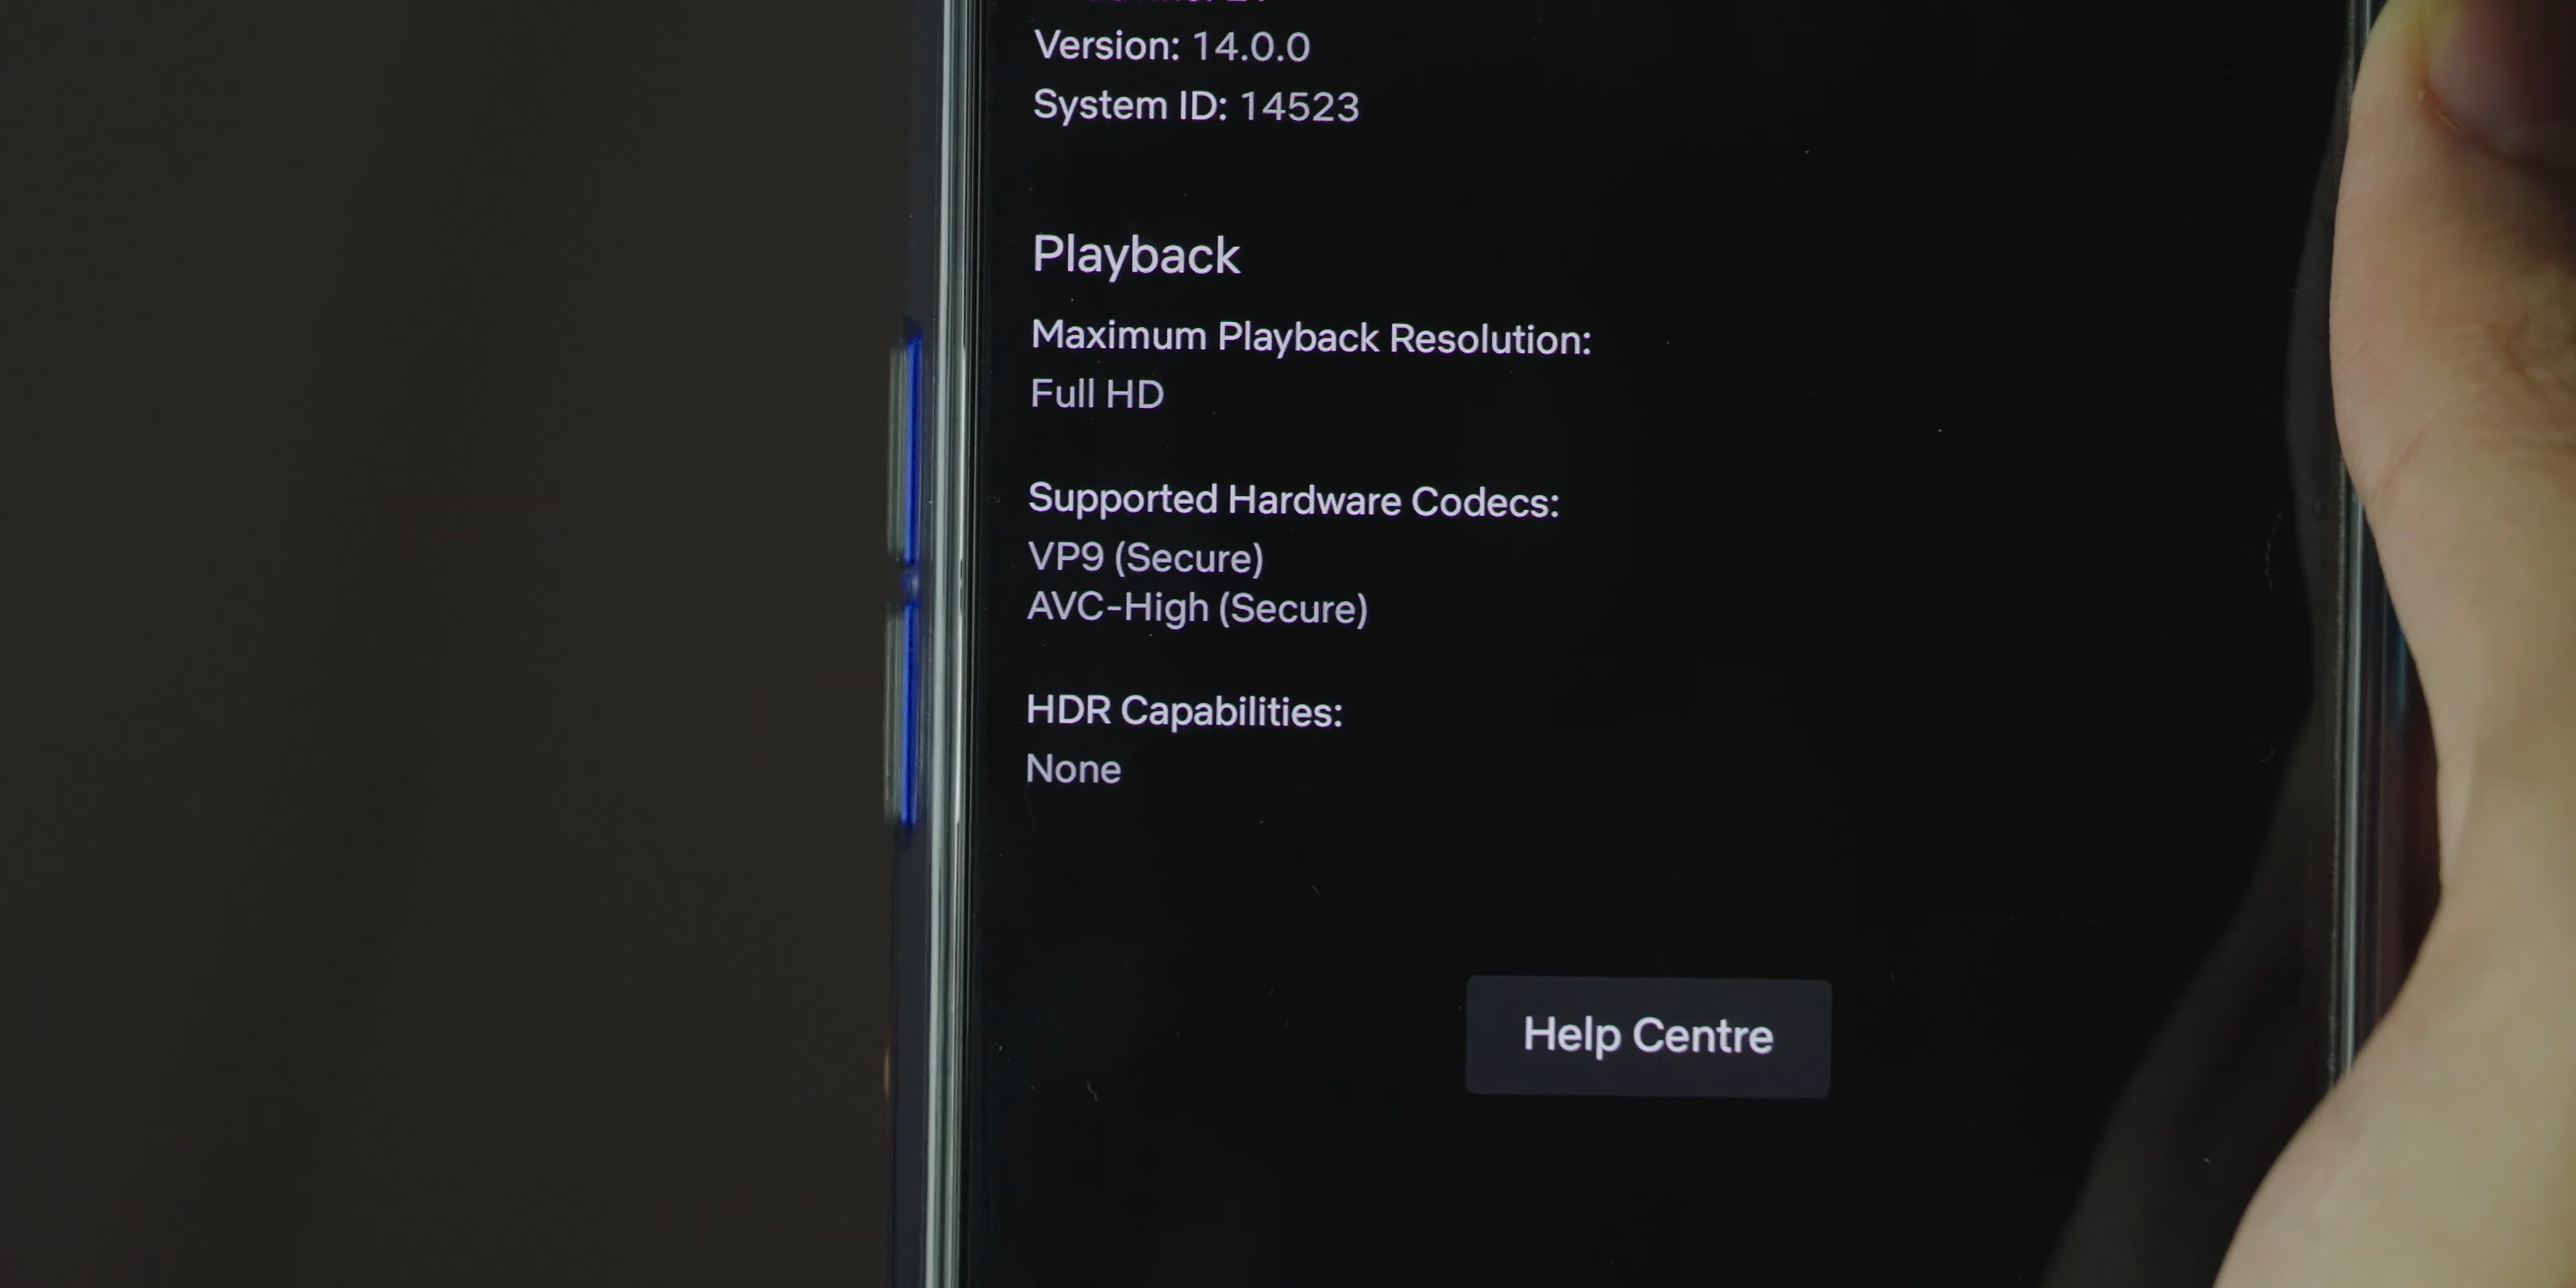 Version: 14.0.0
System ID: 14523
Playback
Maximum Playback Resolution:
Full HD
Supported Hardware Codecs:
VP9 (Secure)
AVC-High (Secure)
HDR Capabilities:
None
Help Centre